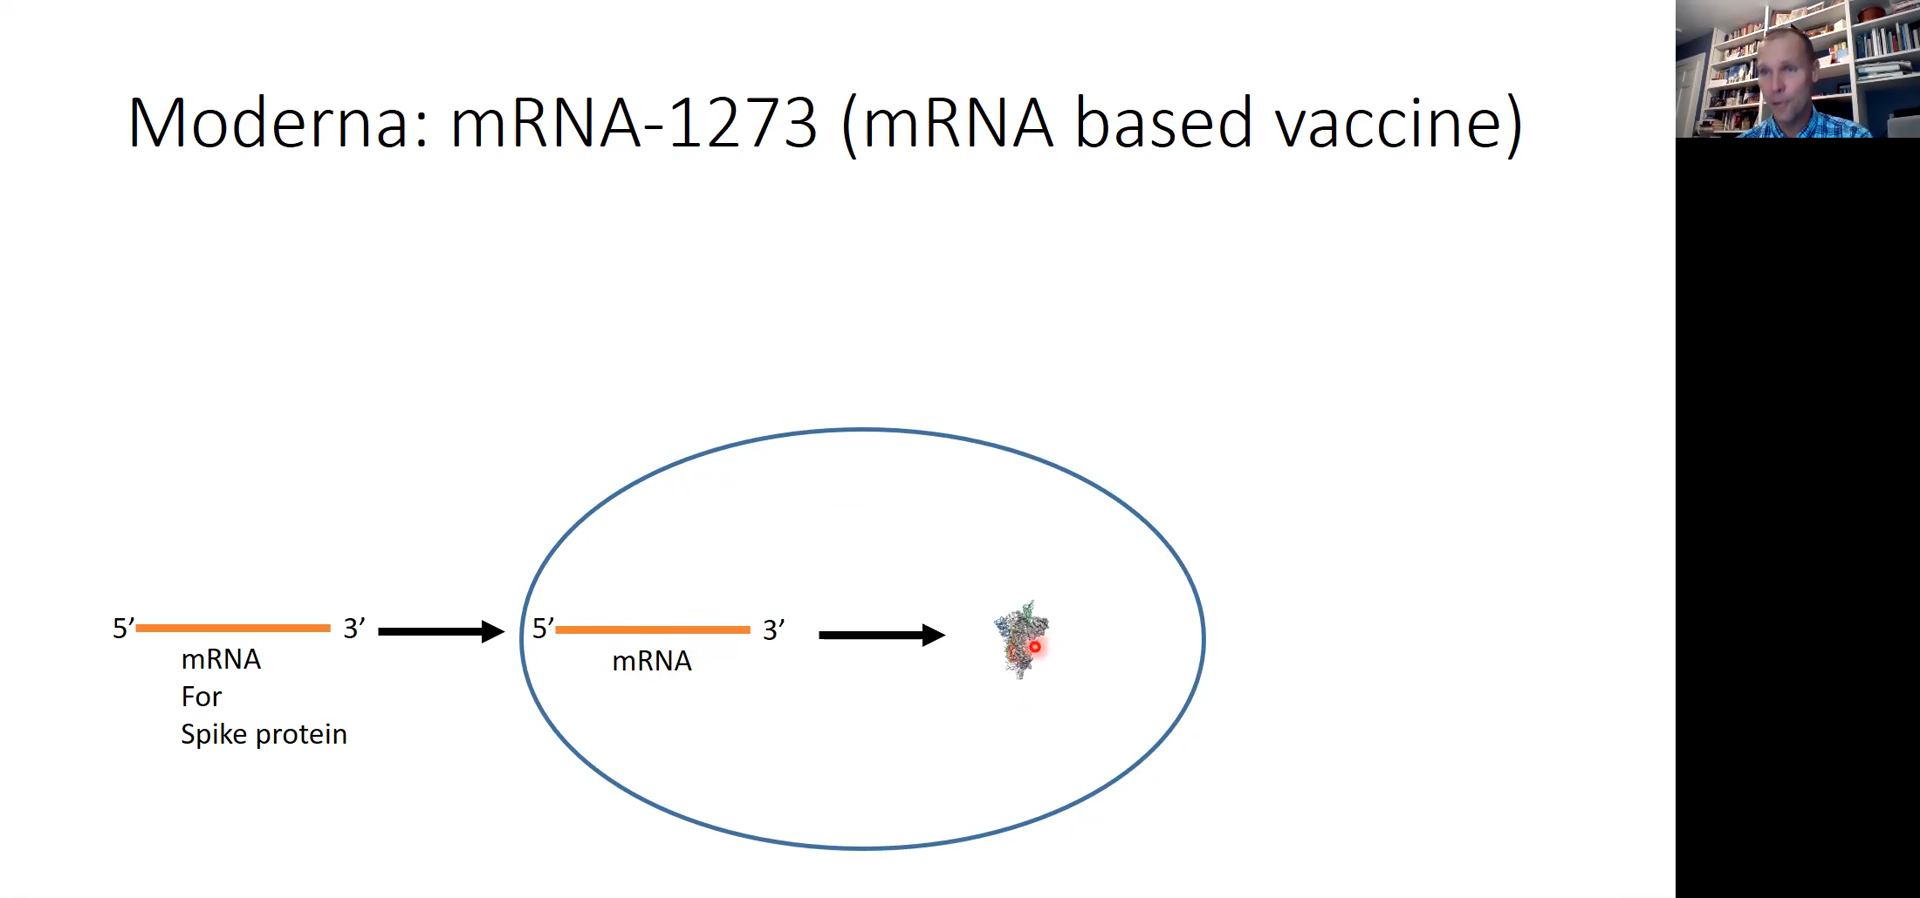 Moderna: mRNA-1273 (mRNA based vaccine)
5’ 3’
mRNA
For
Spike protein
5’ 3’
mRNA